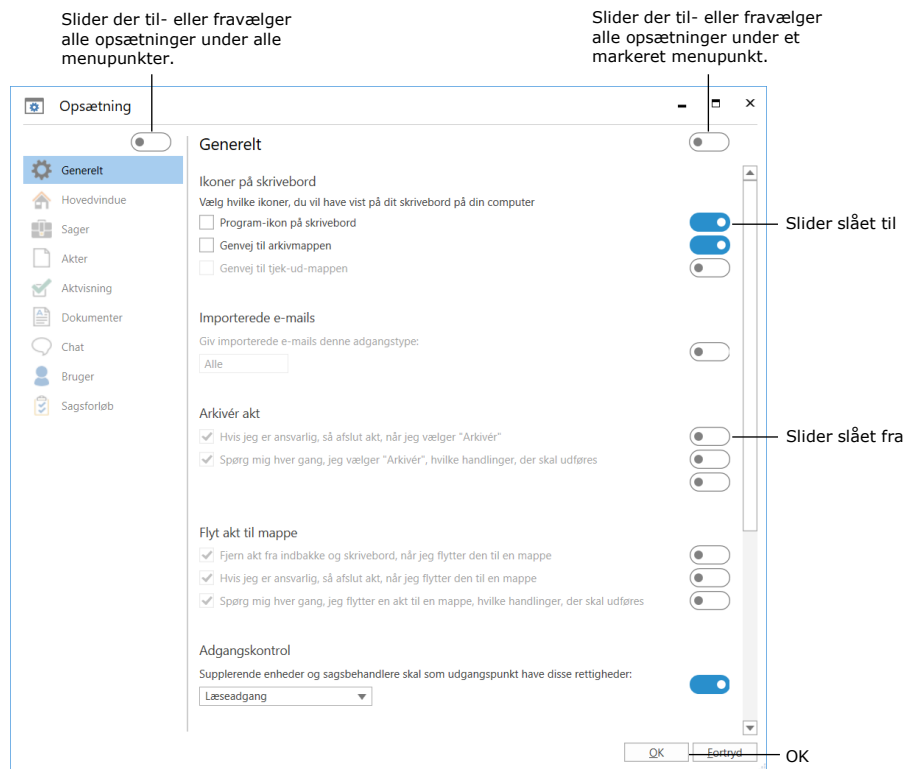 Slider der til- eller fravælger
alle opsætninger under alle
menupunkter.
Slider der til- eller fravælger
alle opsætninger under et
markeret menupunkt.
Opsætning
Generelt
Generelt
Hovedvindue
Sager
Akter
Aktvisning
Dokumenter
Chat
Bruger
Sagsforløb
Ikoner på skrivebord
Vælg hvilke ikoner, du vil have vist på dit skrivebord på din computer
Program-ikon på skrivebord
Slider slået til
Genvej til arkivmappen
Genvej til tjek-ud-mappen
Importerede e-mails
Giv importerede e-mails denne adgangstype:
Alle
Arkivér akt
Hvis jeg er ansvarlig, så afslut akt, når jeg vælger "Arkivér"
Slider slået fra
Spørg mig hver gang, jeg vælger "Arkivér", hvilke handlinger, der skal udføres
Flyt akt til mappe
Fjern akt fra indbakke og skrivebord, når jeg flytter den til en mappe
Hvis jeg er ansvarlig, så afslut akt, når jeg flytter den til en mappe
Spørg mig hver gang, jeg flytter en akt til en mappe, hvilke handlinger, der skal udføres
Adgangskontrol
Supplerende enheder og sagsbehandlere skal som udgangspunkt have disse rettigheder:
Læseadgang
OK
Fortryd
OK